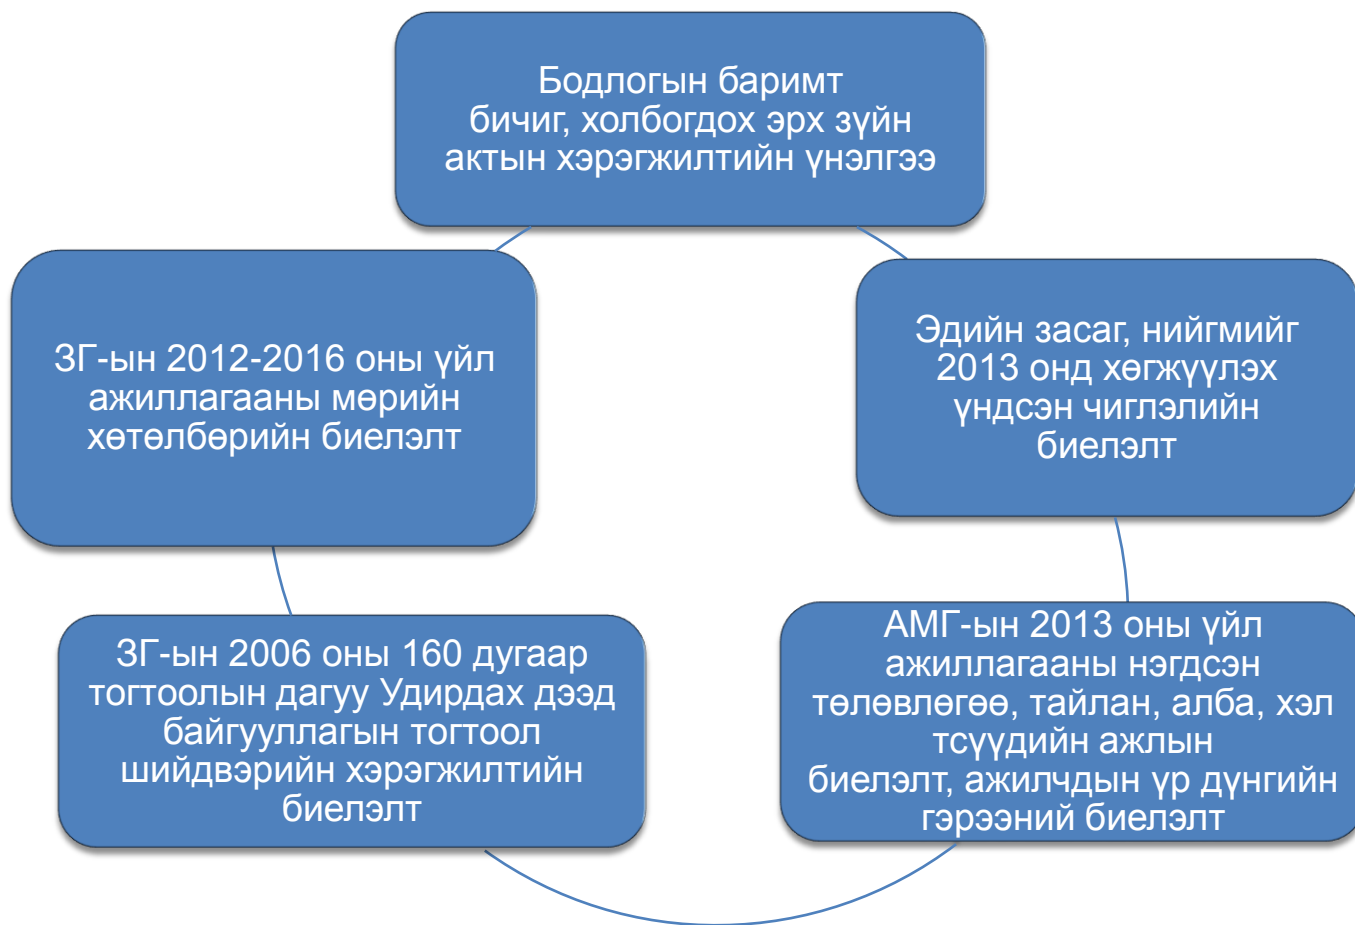 Бодлогын баримт
бичиг, холбогдох эрх зүйн
актын хэрэгжилтийн үнэлгээ
ЗГ-ын 2012-2016 оны үйл
ажиллагааны мөрийн
хөтөлбөрийн биелэлт
Эдийн засаг, нийгмийг
2013 онд хөгжүүлэх
үндсэн чиглэлийн
биелэлт
ЗГ-ын 2006 оны 160 дугаар
тогтоолын дагуу Удирдах дээд
байгууллагын тогтоол
шийдвэрийн хэрэгжилтийн
биелэлт
АМГ-ын 2013 оны үйл
ажиллагааны нэгдсэн
төлөвлөгөө, тайлан, алба, хэл
тсүүдийн ажлын
биелэлт, ажилчдын үр дүнгийн
гэрээний биелэлт